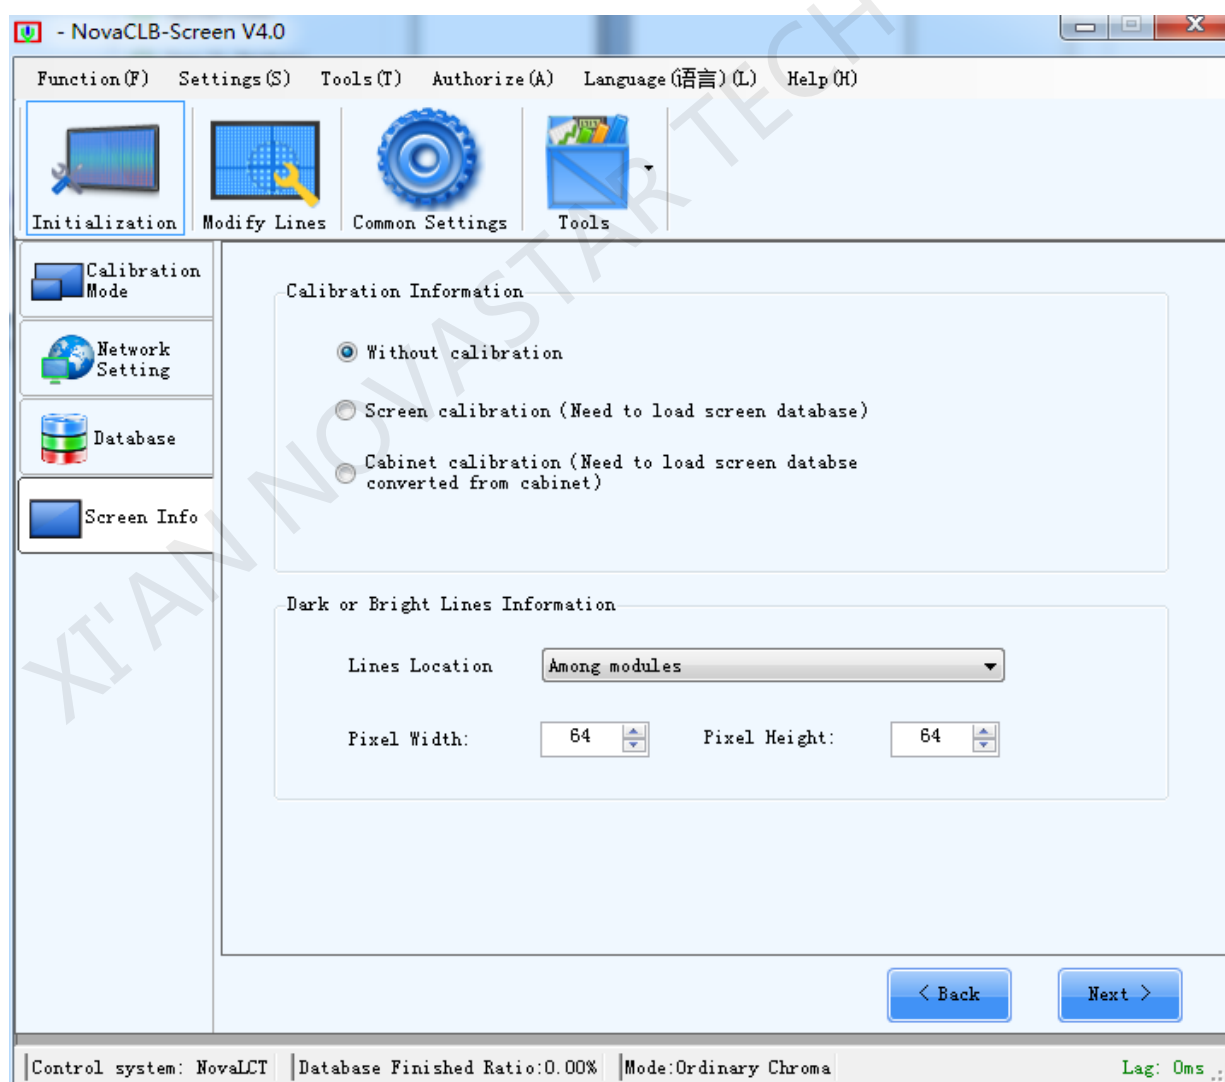 - NovaCLB-Screen V4.0
Function(F) Settings(S) Tools(T) Authorize(A) Language(语言)(L) Help(H)
Initialization Modify Lines Common Settings Tools
Calibration
Mode
Network
Setting
Database
Screen Info
Calibration Information
Without calibration
Screen calibration (Need to load screen database)
Cabinet calibration (Need to load screen databse
converted from cabinet)
Dark or Bright Lines Information
Lines Location Among modules
Pixel Width: 64 Pixel Height: 64
< Back Next >
Control system: NovaLCT Database Finished Ratio:0.00% Mode:Ordinary Chroma Lag: 0ms
XI'AN NOVASTAR TECH